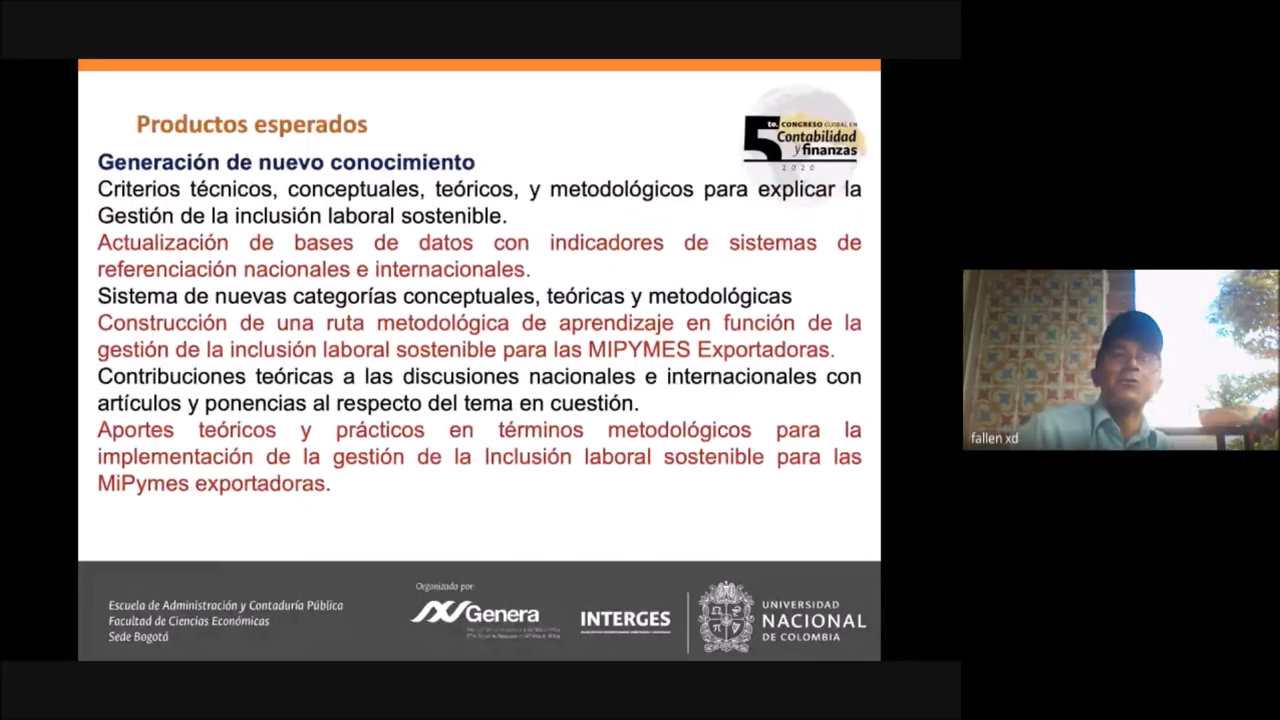 Productos esperados
5to. CONGRESO GLOBAL EN
Contabilidad
y finanzas
2020
Generación de nuevo conocimiento
Criterios técnicos, conceptuales, teóricos, y metodológicos para explicar la
Gestión de la inclusión laboral sostenible.
Actualización de bases de datos con indicadores de sistemas de
referenciación nacionales e internacionales.
Sistema de nuevas categorías conceptuales, teóricas y metodológicas
Construcción de una ruta metodológica de aprendizaje en función de la
gestión de la inclusión laboral sostenible para las MIPYMES Exportadoras.
Contribuciones teóricas a las discusiones nacionales e internacionales con
artículos y ponencias al respecto del tema en cuestión.
Aportes teóricos y prácticos en términos metodológicos para la
implementación de la gestión de la Inclusión laboral sostenible para las
MiPymes exportadoras.
fallen xd
Escuela de Administración y Contaduría Pública
Facultad de Ciencias Económicas
Sede Bogotá
Organizado por:
Genera
INTERGES
UNIVERSIDAD
NACIONAL
DE COLOMBIA